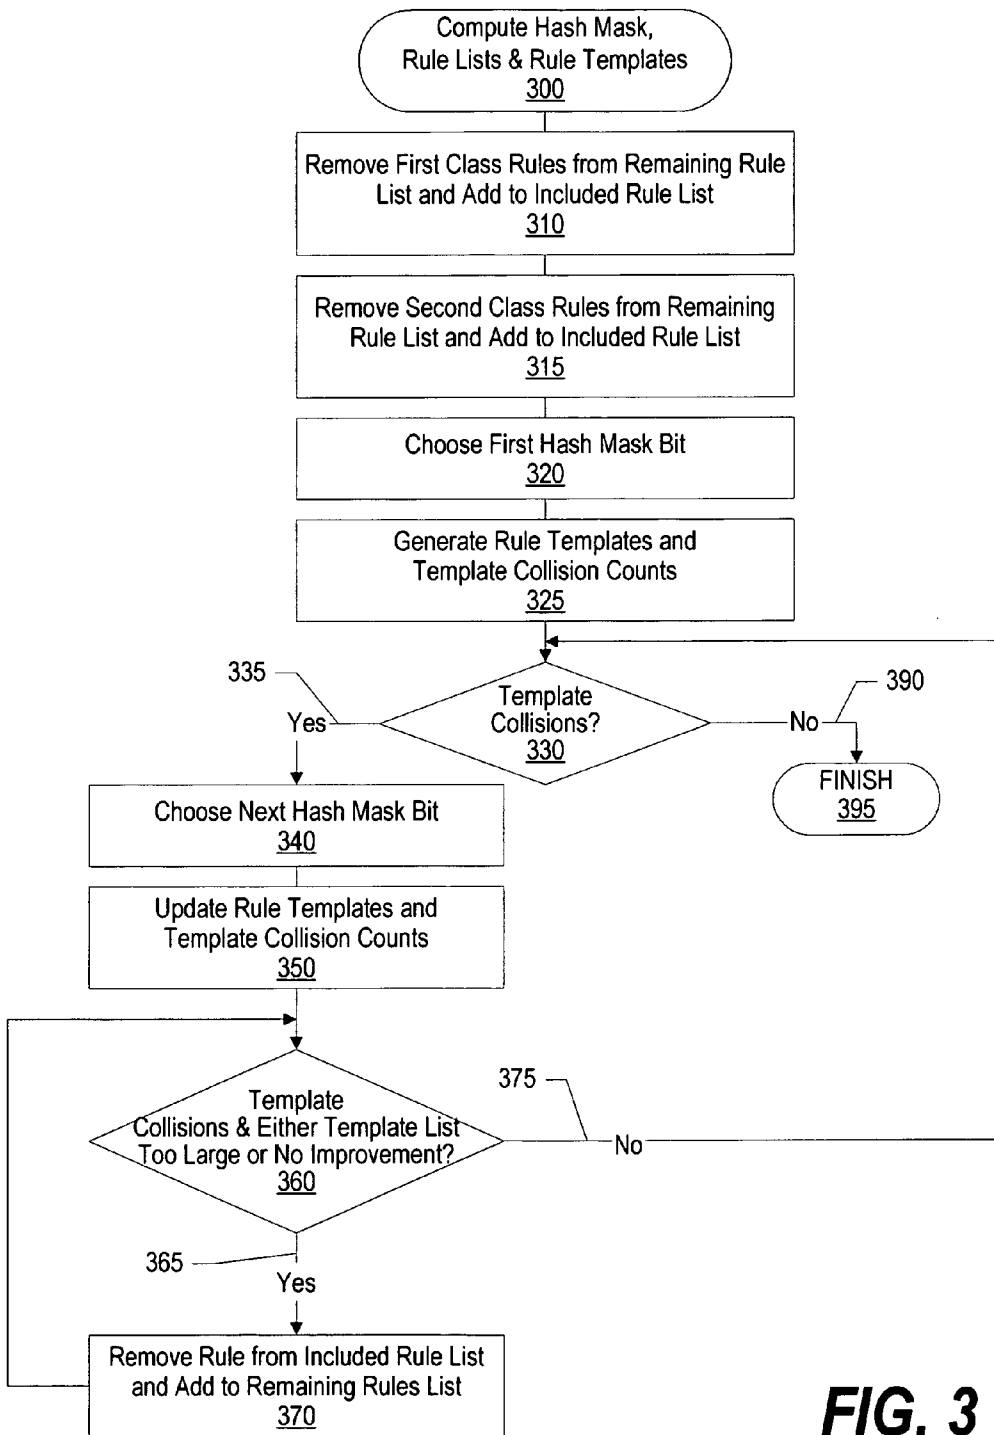 Compute Hash Mask,
Rule Lists & Rule Templates
300
Remove First Class Rules from Remaining Rule
List and Add to Included Rule List
310
Remove Second Class Rules from Remaining
Rule List and Add to Included Rule List
315
Choose First Hash Mask Bit
320
Generate Rule Templates and
Template Collision Counts
325
335
390
Template
Collisions?
330
Yes
No
FINISH
395
Choose Next Hash Mask Bit
340
Update Rule Templates and
Template Collision Counts
350
375
Template
Collisions & Either Template List
Too Large or No Improvement?
360
No
365
Yes
Remove Rule from Included Rule List
and Add to Remaining Rules List
370
FIG. 3